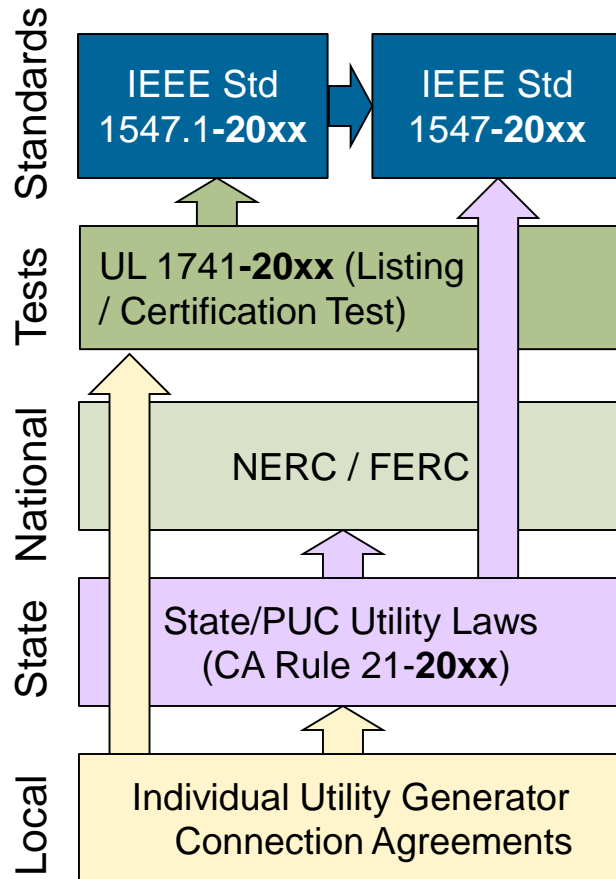 Standards
IEEE Std
1547.1-20xx
IEEE Std
1547-20xx
Tests
UL 1741-20xx (Listing
/ Certification Test)
National
NERC / FERC
State
State/PUC Utility Laws
(CA Rule 21-20xx)
Local
Individual Utility Generator
Connection Agreements